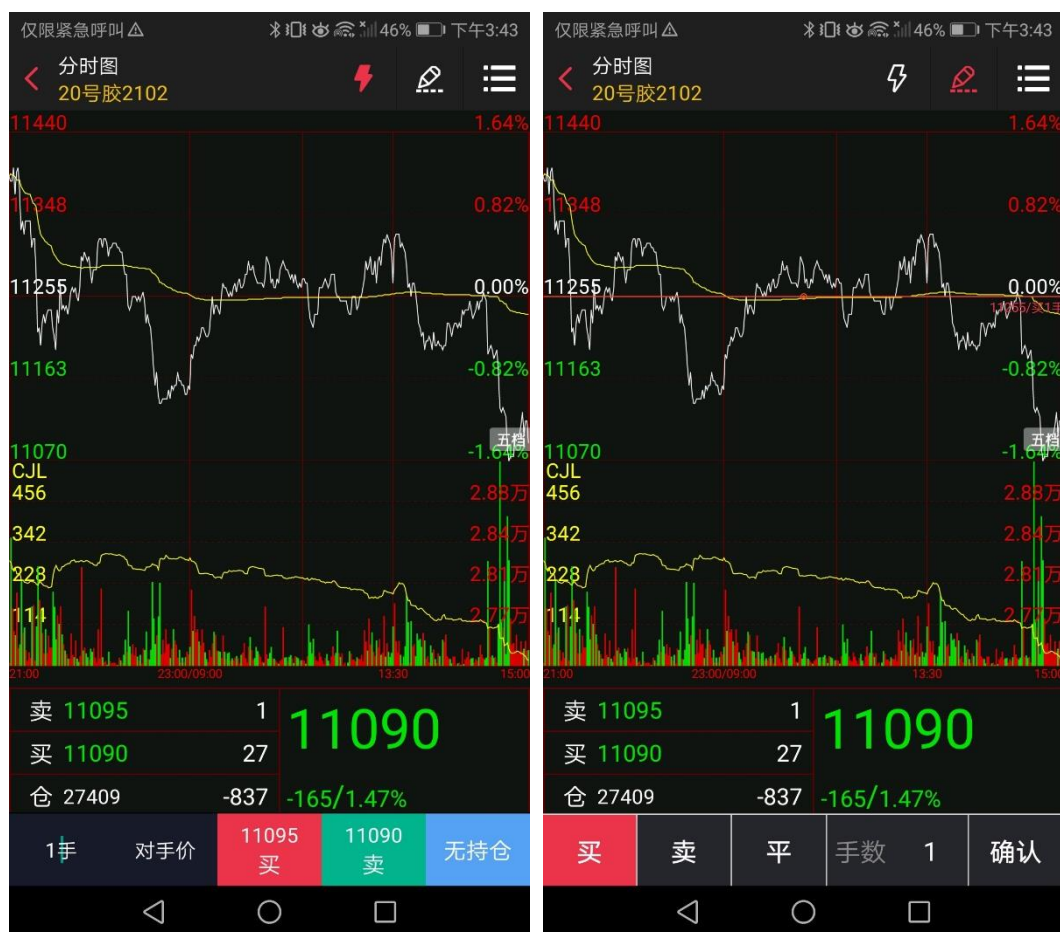 仅限紧急呼叫 46% 下午3:43
分时图
20号胶2102
11440 1.64%
11348 0.82%
11255 0.00%
11163 -0.82%
五档
11070 -1.64%
CJL
456 2.88万
342 2.84万
228 2.81万
114 2.77万
21:00 23:00/09:00 13:30 15:00
卖 11095 1
买 11090 27
仓 27409 -837
11090
-165/1.47%
1手 对手价 11095 买 11090 卖 无持仓
仅限紧急呼叫 46% 下午3:43
分时图
20号胶2102
11440 1.64%
11348 0.82%
11255 0.00%
11163 -0.82%
五档
11070 -1.64%
CJL
456 2.88万
342 2.84万
228 2.81万
114 2.77万
21:00 23:00/09:00 13:30 15:00
卖 11095 1
买 11090 27
仓 27409 -837
11090
-165/1.47%
买 卖 平 手数 1 确认